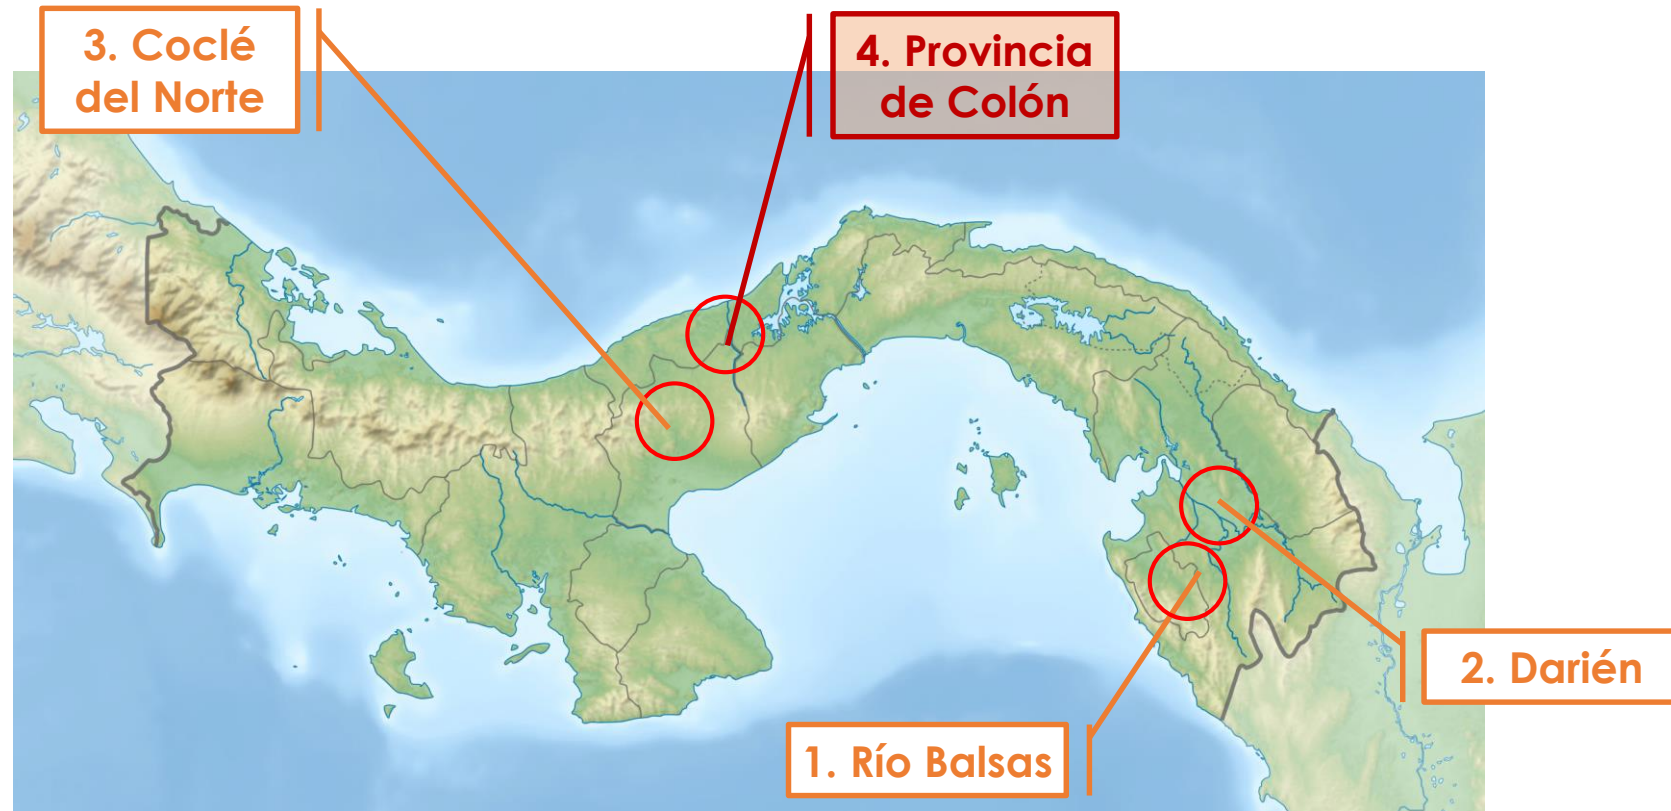 3. Coclé
del Norte
4. Provincia
de Colón
2. Darién
1. Río Balsas